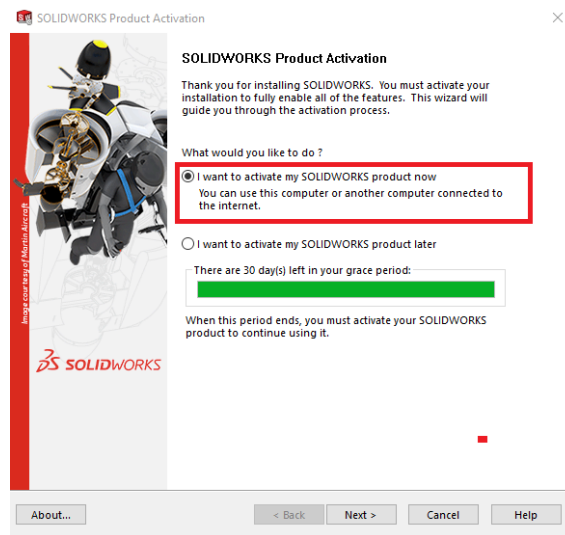 SOLIDWORKS Product Activation
SOLIDWORKS Product Activation
Thank you for installing SOLIDWORKS. You must activate your
installation to fully enable all of the features. This wizard will
guide you through the activation process.
What would you like to do ?
I want to activate my SOLIDWORKS product now
You can use this computer or another computer connected to
the internet.
I want to activate my SOLIDWORKS product later
There are 30 day(s) left in your grace period:
When this period ends, you must activate your SOLIDWORKS
product to continue using it.
Image courtesy of Martin Aircraft
SOLIDWORKS
About...
< Back
Next >
Cancel
Help